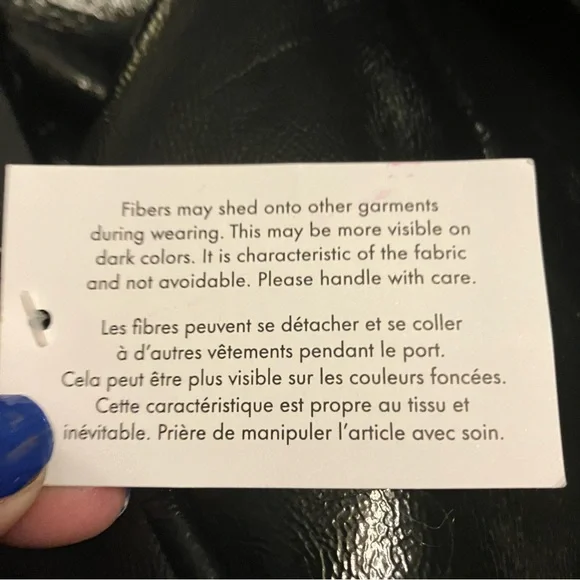 Fibers may shed onto other garments
during wearing. This may be more visible on
dark colors. It is characteristic of the fabric
and not avoidable. Please handle with care.
Les fibres peuvent se détacher et se coller
à d'autres vêtements pendant le port.
Cela peut être plus visible sur les couleurs foncées.
Cette caractéristique est propre au tissu et
inévitable. Prière de manipuler l'article avec soin.